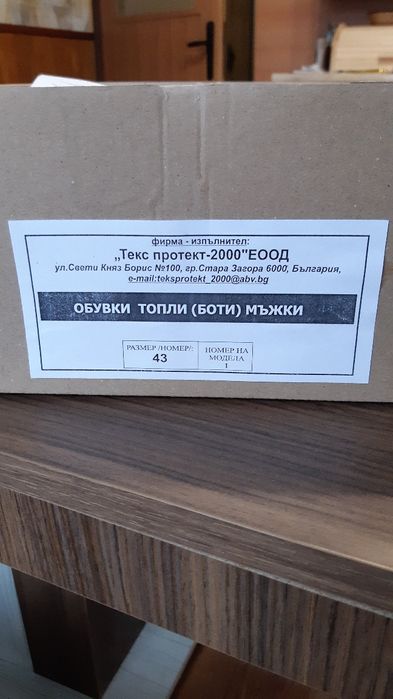 фирма - изпълнител:
„Текс протект-2000"ЕООД
ул.Свети Княз Борис №100, гр.Стара Загора 6000, България,
e-mail:teksprotekt_2000@abv.bg
ОБУВКИ ТОПЛИ (БОТИ) МЪЖКИ
РАЗМЕР /НОМЕР/:
43
НОМЕР НА
МОДЕЛА
1